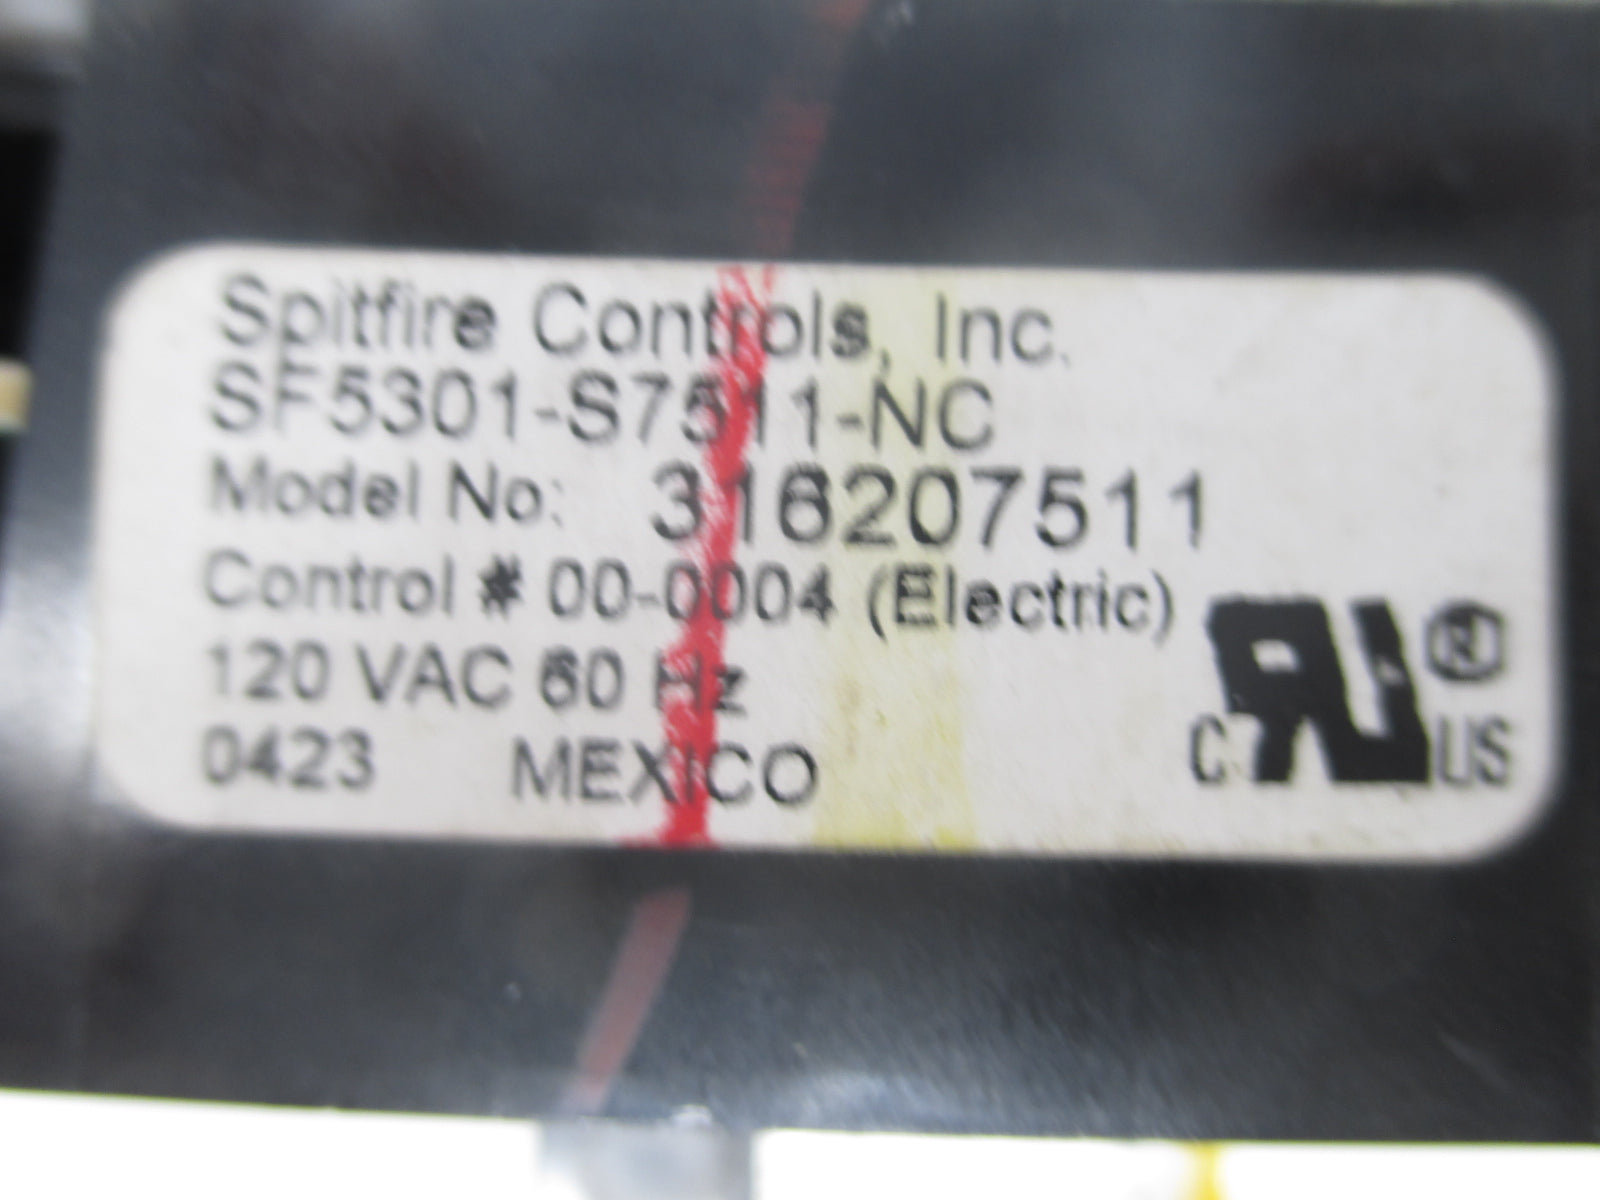 Spitfire Controls, Inc.
SF5301-S7511-NC
Model No: 316207511
Control # 00-0004 (Electric)
120 VAC 60 Hz
0423 MEXICO
C RU ® US